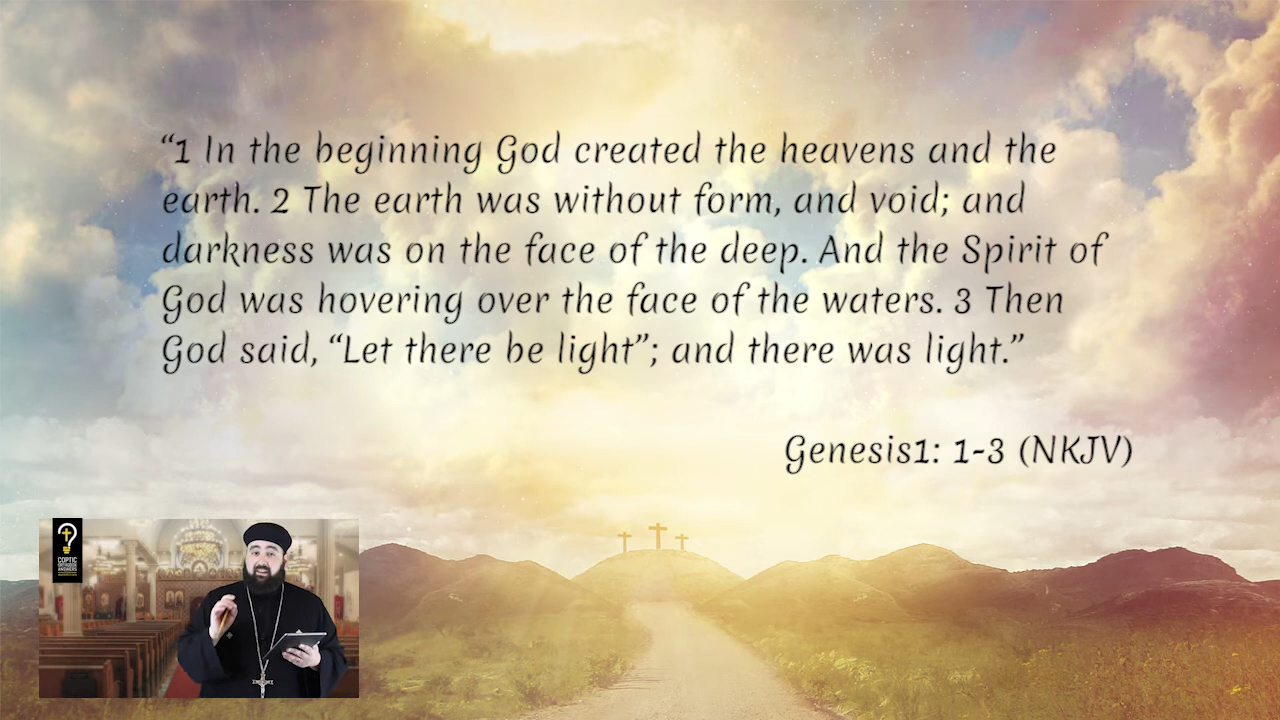 “1 In the beginning God created the heavens and the
earth. 2 The earth was without form, and void; and
darkness was on the face of the deep. And the Spirit of
God was hovering over the face of the waters. 3 Then
God said, “Let there be light”; and there was light.”
Genesis1: 1-3 (NKJV)
COPTIC
ORTHODOX
ANSWERS